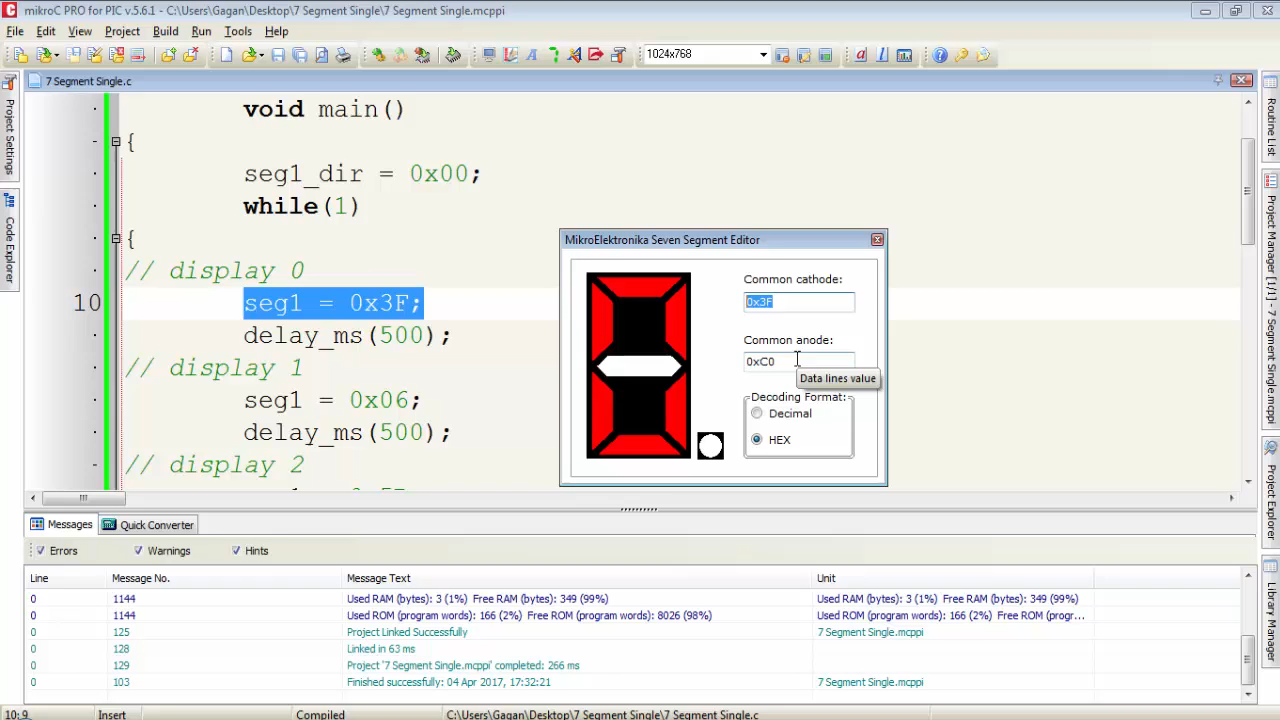 mikroC PRO for PIC v.5.6.1 - C:\Users\Gagan\Desktop\7 Segment Single\7 Segment Single.mcppi
File Edit View Project Build Run Tools Help
1024x768
7 Segment Single.c
void main()
{
seg1_dir = 0x00;
while(1)
{
// display 0
10 seg1 = 0x3F;
delay_ms(500);
// display 1
seg1 = 0x06;
delay_ms(500);
// display 2
Project Settings
Code Explorer
Routine List
Project Manager [1/1] - 7 Segment Single.mcppi
Project Explorer
Library Manager
MikroElektronika Seven Segment Editor
Common cathode:
0x3F
Common anode:
0xC0
Data lines value
Decoding Format:
Decimal
HEX
Messages Quick Converter
Errors Warnings Hints
Line Message No. Message Text Unit
0 1144 Used RAM (bytes): 3 (1%) Free RAM (bytes): 349 (99%) Used RAM (bytes): 3 (1%) Free RAM (bytes): 349 (99%)
0 1144 Used ROM (program words): 166 (2%) Free ROM (program words): 8026 (98%) Used ROM (program words): 166 (2%) Free ROM (progr...
0 125 Project Linked Successfully 7 Segment Single.mcppi
0 128 Linked in 63 ms
0 129 Project '7 Segment Single.mcppi' completed: 266 ms
0 103 Finished successfully: 04 Apr 2017, 17:32:21 7 Segment Single.mcppi
10: 9 Insert Compiled C:\Users\Gagan\Desktop\7 Segment Single\7 Segment Single.c